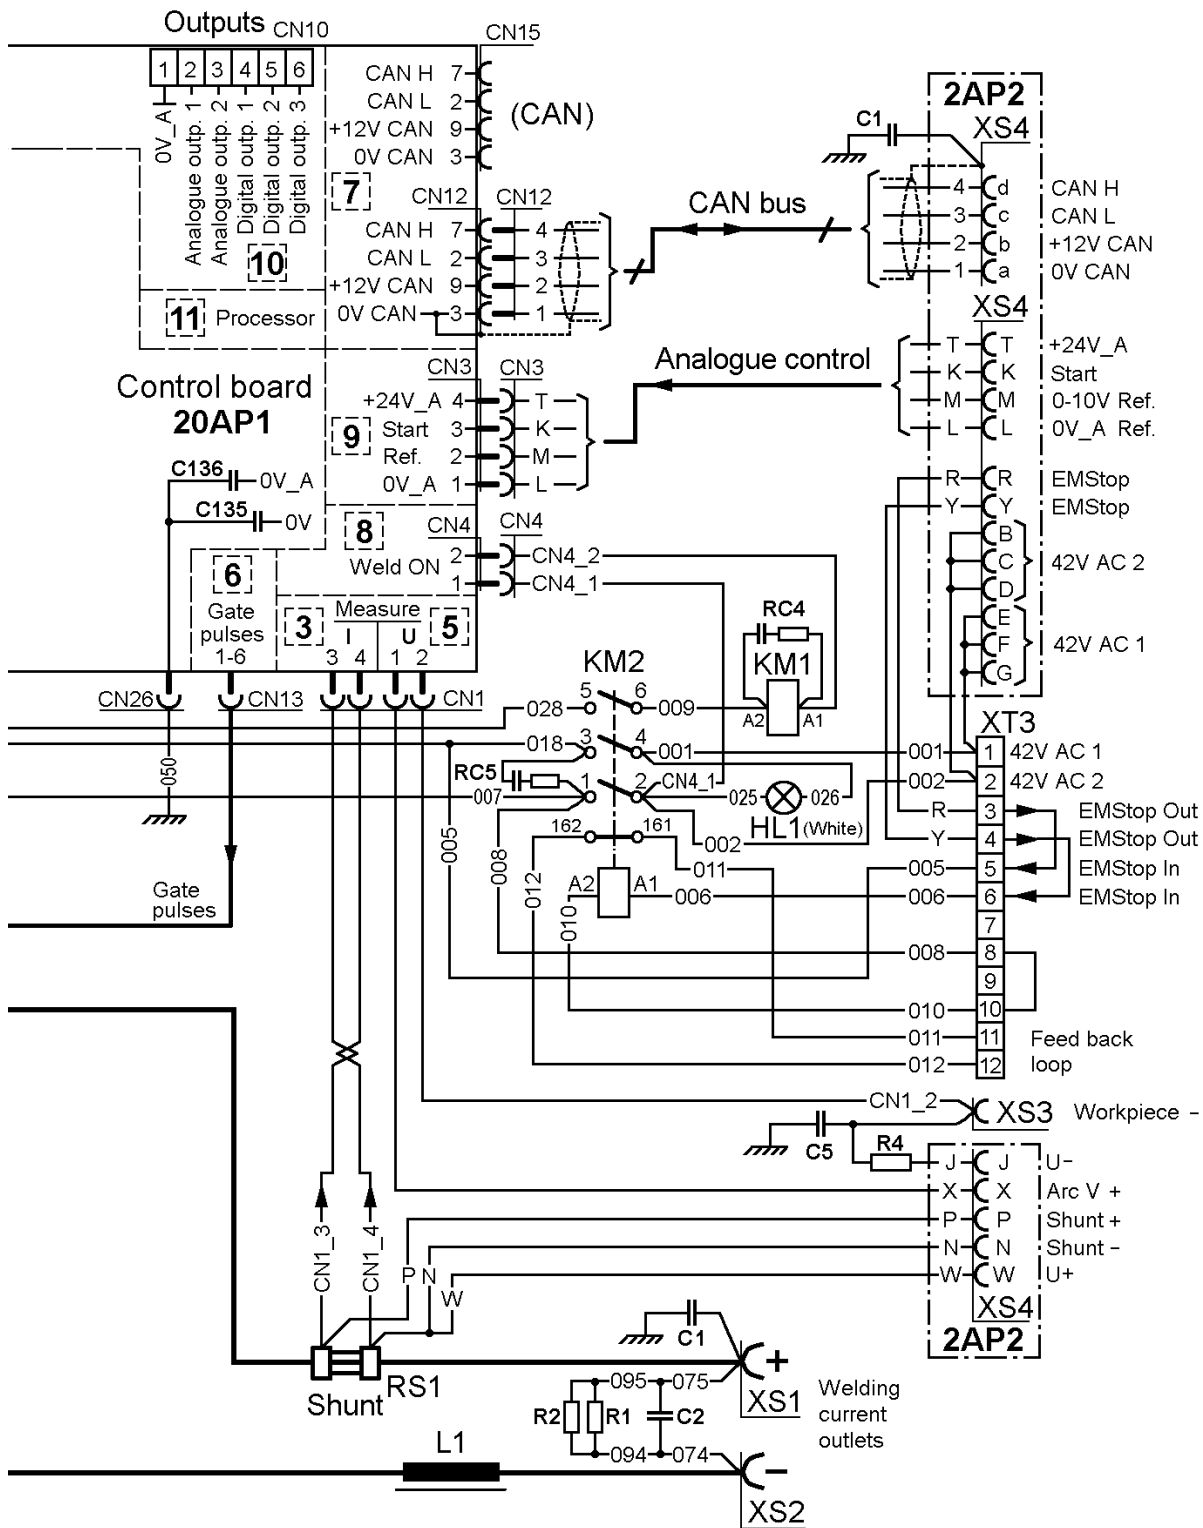 Outputs CN10
CN15
1 2 3 4 5 6
0V_A
Analogue outp. 1
Analogue outp. 2
Digital outp. 1
Digital outp. 2
Digital outp. 3
10
CAN H 7
CAN L 2
+12V CAN 9
0V CAN 3
(CAN)
7
CN12 CN12
CAN H 7 4
CAN L 2 3
+12V CAN 9 2
0V CAN 3 1
CAN bus
11 Processor
Control board
20AP1
2AP2
XS4
C1
4 d CAN H
3 c CAN L
2 b +12V CAN
1 a 0V CAN
XS4
Analogue control
T T +24V_A
K K Start
M M 0-10V Ref.
L L 0V_A Ref.
R R EMStop
Y Y EMStop
B
C 42V AC 2
D
E
F 42V AC 1
G
CN3 CN3
9
+24V_A 4 T
Start 3 K
Ref. 2 M
0V_A 1 L
C136 0V_A
C135 0V
8
CN4 CN4
Weld ON
2 CN4_2
1 CN4_1
6
Gate
pulses
1-6
3 Measure 5
I U
3 4 1 2
CN26 CN13 CN1
050
Gate
pulses
RC4
KM1
A2 A1
KM2
028 5 6 009
018 3 4 001
RC5
007 1 2 CN4_1
025 026
HL1 (White)
002
162 161
011
A2 A1 006
005
008
012
010
XT3
001 1 42V AC 1
002 2 42V AC 2
R 3 EMStop Out
Y 4 EMStop Out
005 5 EMStop In
006 6 EMStop In
7
008 8
9
010 10
011 11 Feed back
012 12 loop
CN1_2 XS3 Workpiece −
C5
R4
J J U−
X X Arc V +
P P Shunt +
N N Shunt −
W W U+
XS4
2AP2
CN1_3
CN1_4
P N
W
C1
Shunt RS1
+
XS1
Welding
current
outlets
095 075
R2 R1 C2
094 074
L1
−
XS2